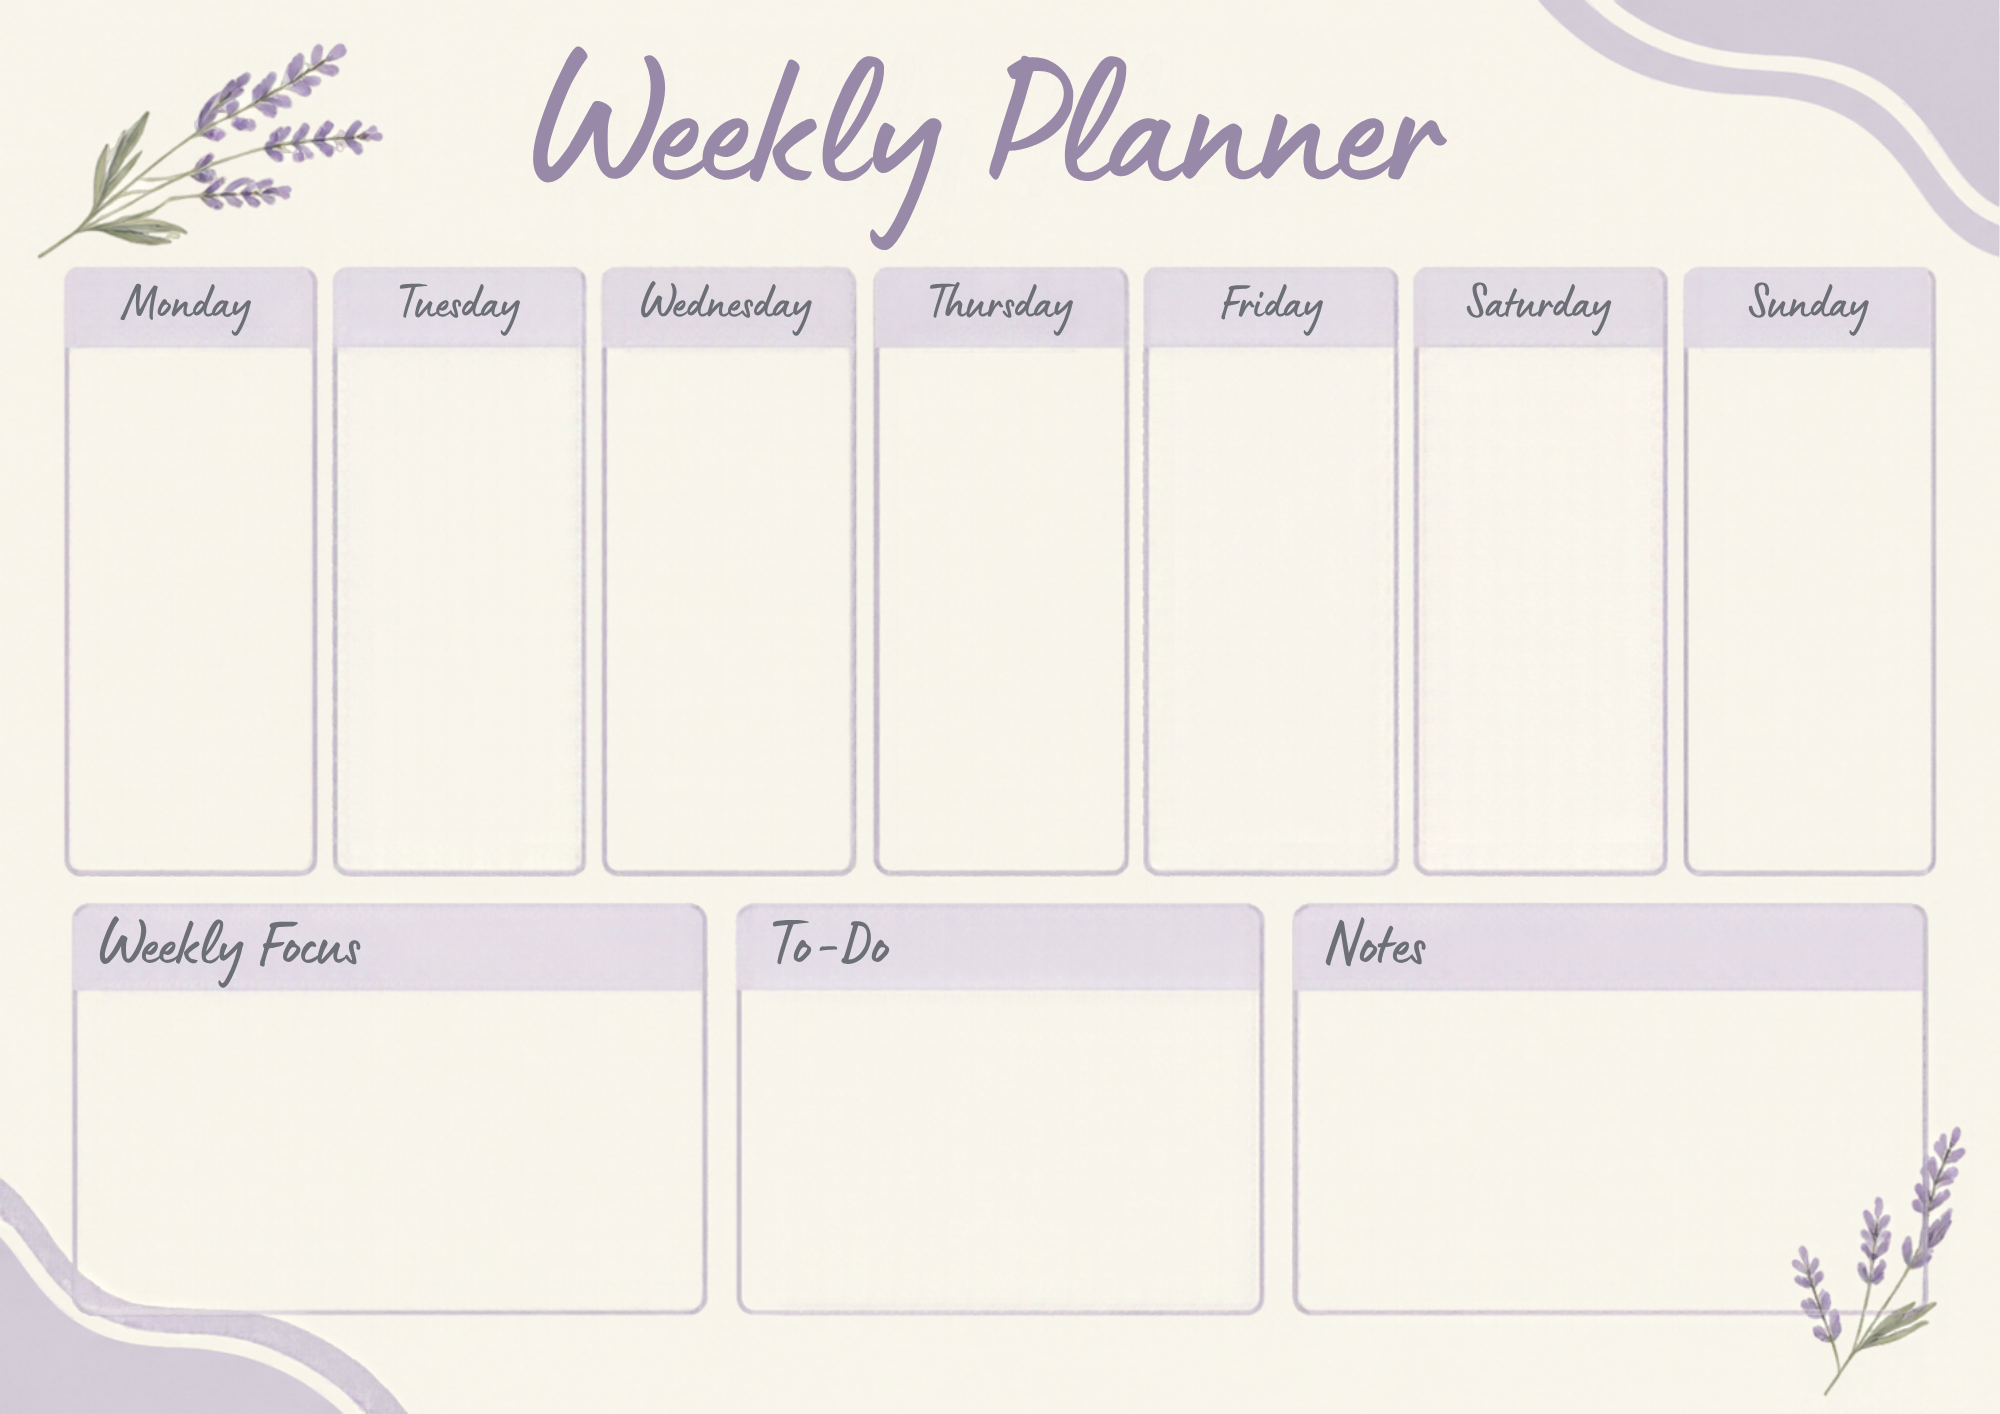 Weekly Planner
Monday
Tuesday
Wednesday
Thursday
Friday
Saturday
Sunday
Weekly Focus
To-Do
Notes